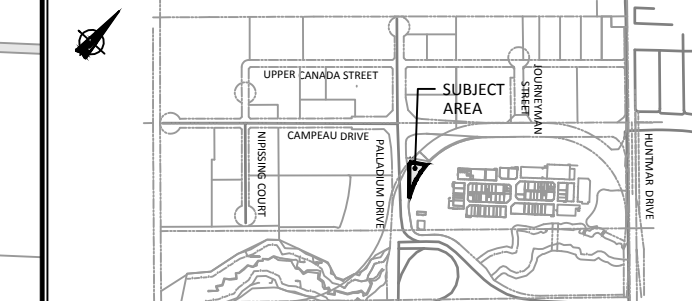 UPPER CANADA STREET
SUBJECT
AREA
JOURNEYMAN
STREET
CAMPEAU DRIVE
NIPISSING COURT
PALLADIUM DRIVE
HUNTMAR DRIVE